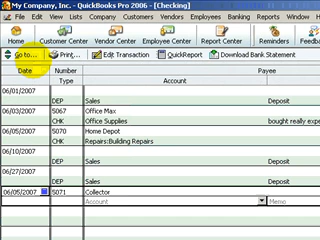 My Company, Inc. - QuickBooks Pro 2006 - [Checking]
File Edit View Lists Company Customers Vendors Employees Banking Reports Window
Home Customer Center Vendor Center Employee Center Report Center Reminders Feedb
Go to... Print... Edit Transaction QuickReport Download Bank Statement
Date Number Payee
Type Account
06/01/2007
DEP Sales Deposit
06/03/2007 5067 Office Max
CHK Office Supplies bought really expe
06/05/2007 5070 Home Depot
CHK Repairs:Building Repairs
06/10/2007
DEP Sales Deposit
06/27/2007
DEP Sales Deposit
06/05/2007 5071 Collector
Account Memo